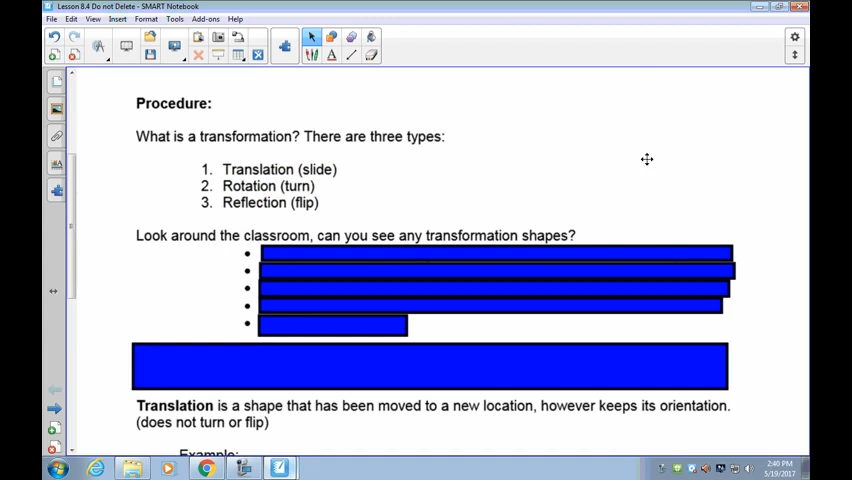 Lesson 8.4 Do not Delete - SMART Notebook
File Edit View Insert Format Tools Add-ons Help
Procedure:
What is a transformation? There are three types:
1. Translation (slide)
2. Rotation (turn)
3. Reflection (flip)
Look around the classroom, can you see any transformation shapes?
Translation is a shape that has been moved to a new location, however keeps its orientation.
(does not turn or flip)
Example:
2:40 PM
5/19/2017